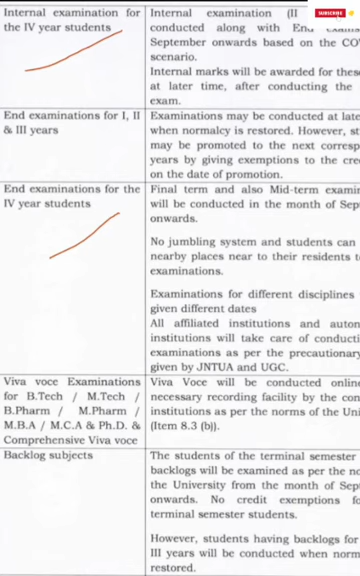 Internal examination for
the IV year students
Internal examination (II
conducted along with End
September onwards based on the CO
scenario.
Internal marks will be awarded for these
at later time, after conducting the
exam.
SUBSCRIBE
End examinations for I, II
& III years
Examinations may be conducted at late
when normalcy is restored. However, st
may be promoted to the next corresp
years by giving exemptions to the cre
on the date of promotion.
End examinations for the
IV year students
Final term and also Mid-term examin
will be conducted in the month of Sep
onwards.
No jumbling system and students can
nearby places near to their residents t
examinations.
Examinations for different disciplines
given different dates
All affiliated institutions and auton
institutions will take care of conducti
examinations as per the precautionary
given by JNTUA and UGC.
Viva voce Examinations
for B.Tech / M.Tech /
B.Pharm / M.Pharm /
M.B.A / M.C.A & Ph.D. &
Comprehensive Viva voce
Viva Voce will be conducted online
necessary recording facility by the con
institutions as per the norms of the Uni
(Item 8.3 (b)).
Backlog subjects
The students of the terminal semester
backlogs will be examined as per the no
the University from the month of Sep
onwards. No credit exemptions fo
terminal semester students.
However, students having backlogs for
III years will be conducted when norm
restored.